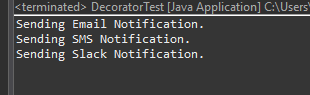 <terminated> DecoratorTest [Java Application] C:\Users\
Sending Email Notification.
Sending SMS Notification.
Sending Slack Notification.